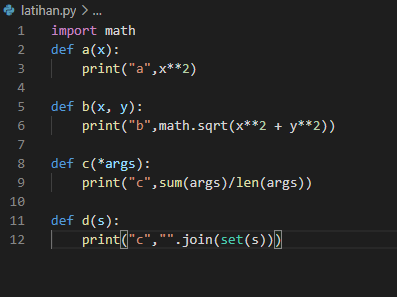 latihan.py > ...
1 import math
2 def a(x):
3     print("a",x**2)
4
5 def b(x, y):
6     print("b",math.sqrt(x**2 + y**2))
7
8 def c(*args):
9     print("c",sum(args)/len(args))
10
11 def d(s):
12     print("c","".join(set(s)))